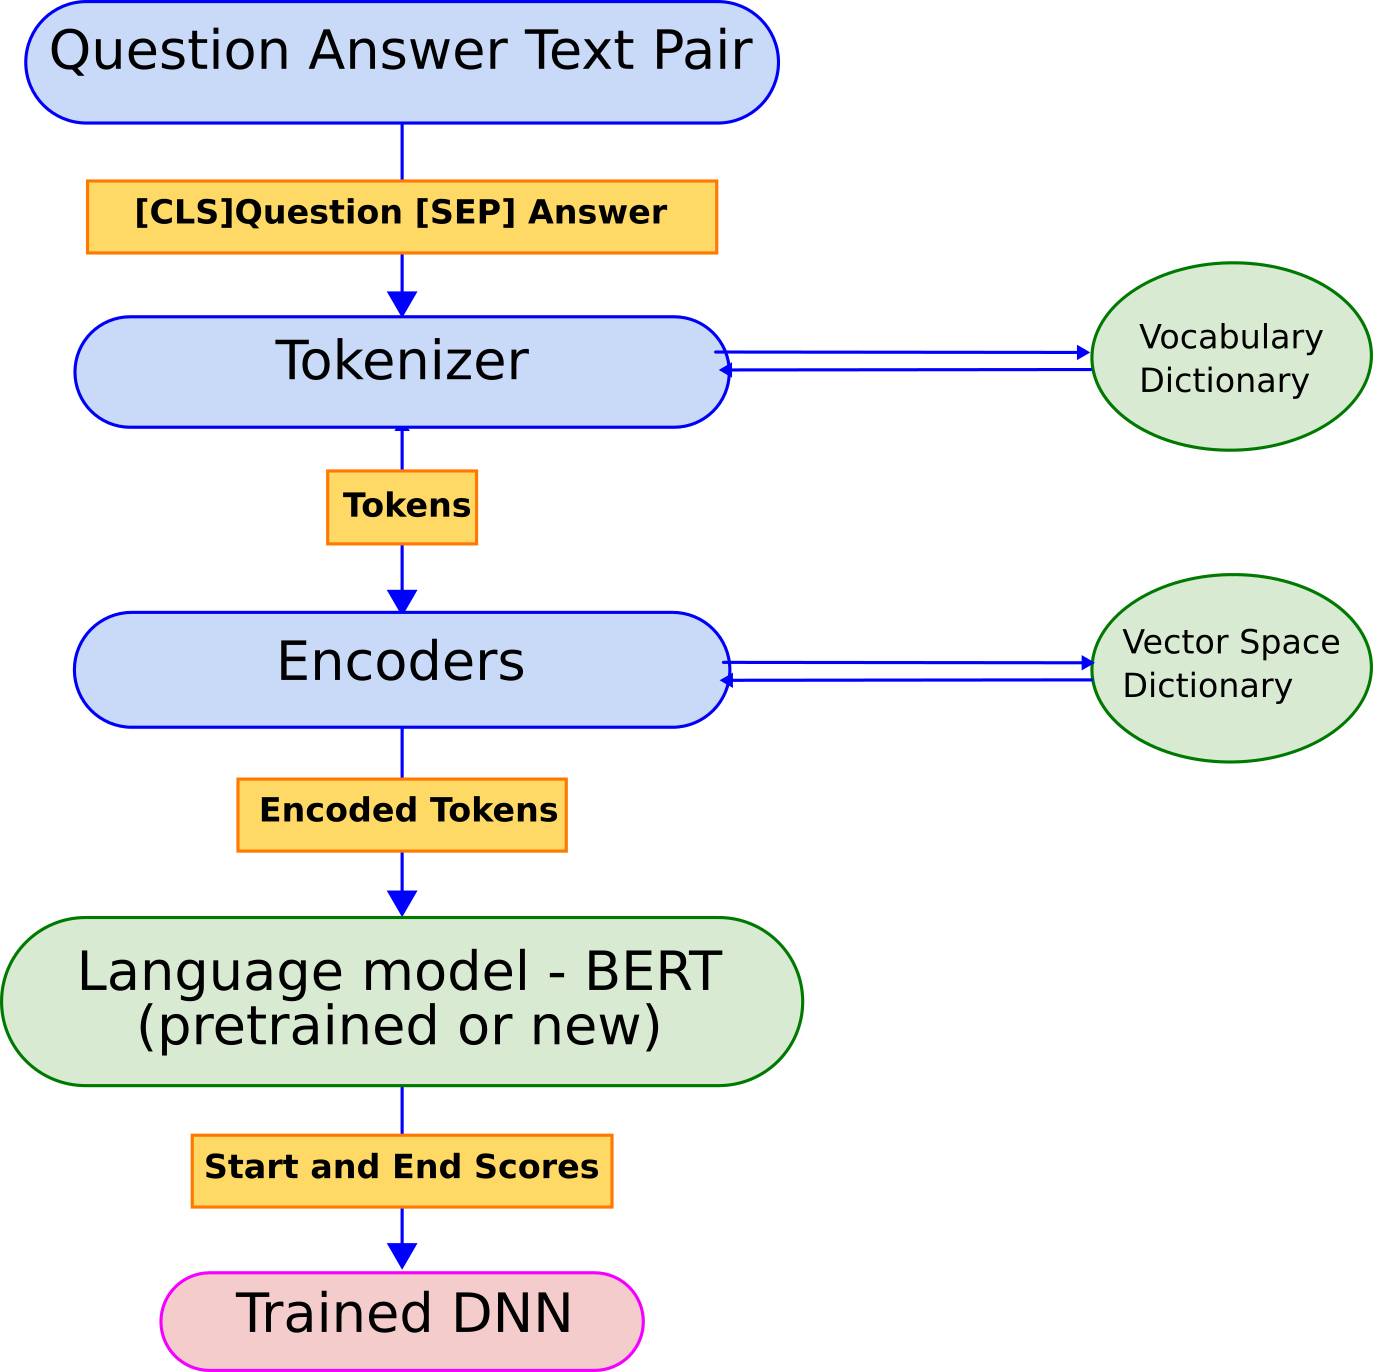 Question Answer Text Pair
[CLS]Question [SEP] Answer
Tokenizer
Vocabulary
Dictionary
Tokens
Encoders
Vector Space
Dictionary
Encoded Tokens
Language model - BERT
(pretrained or new)
Start and End Scores
Trained DNN